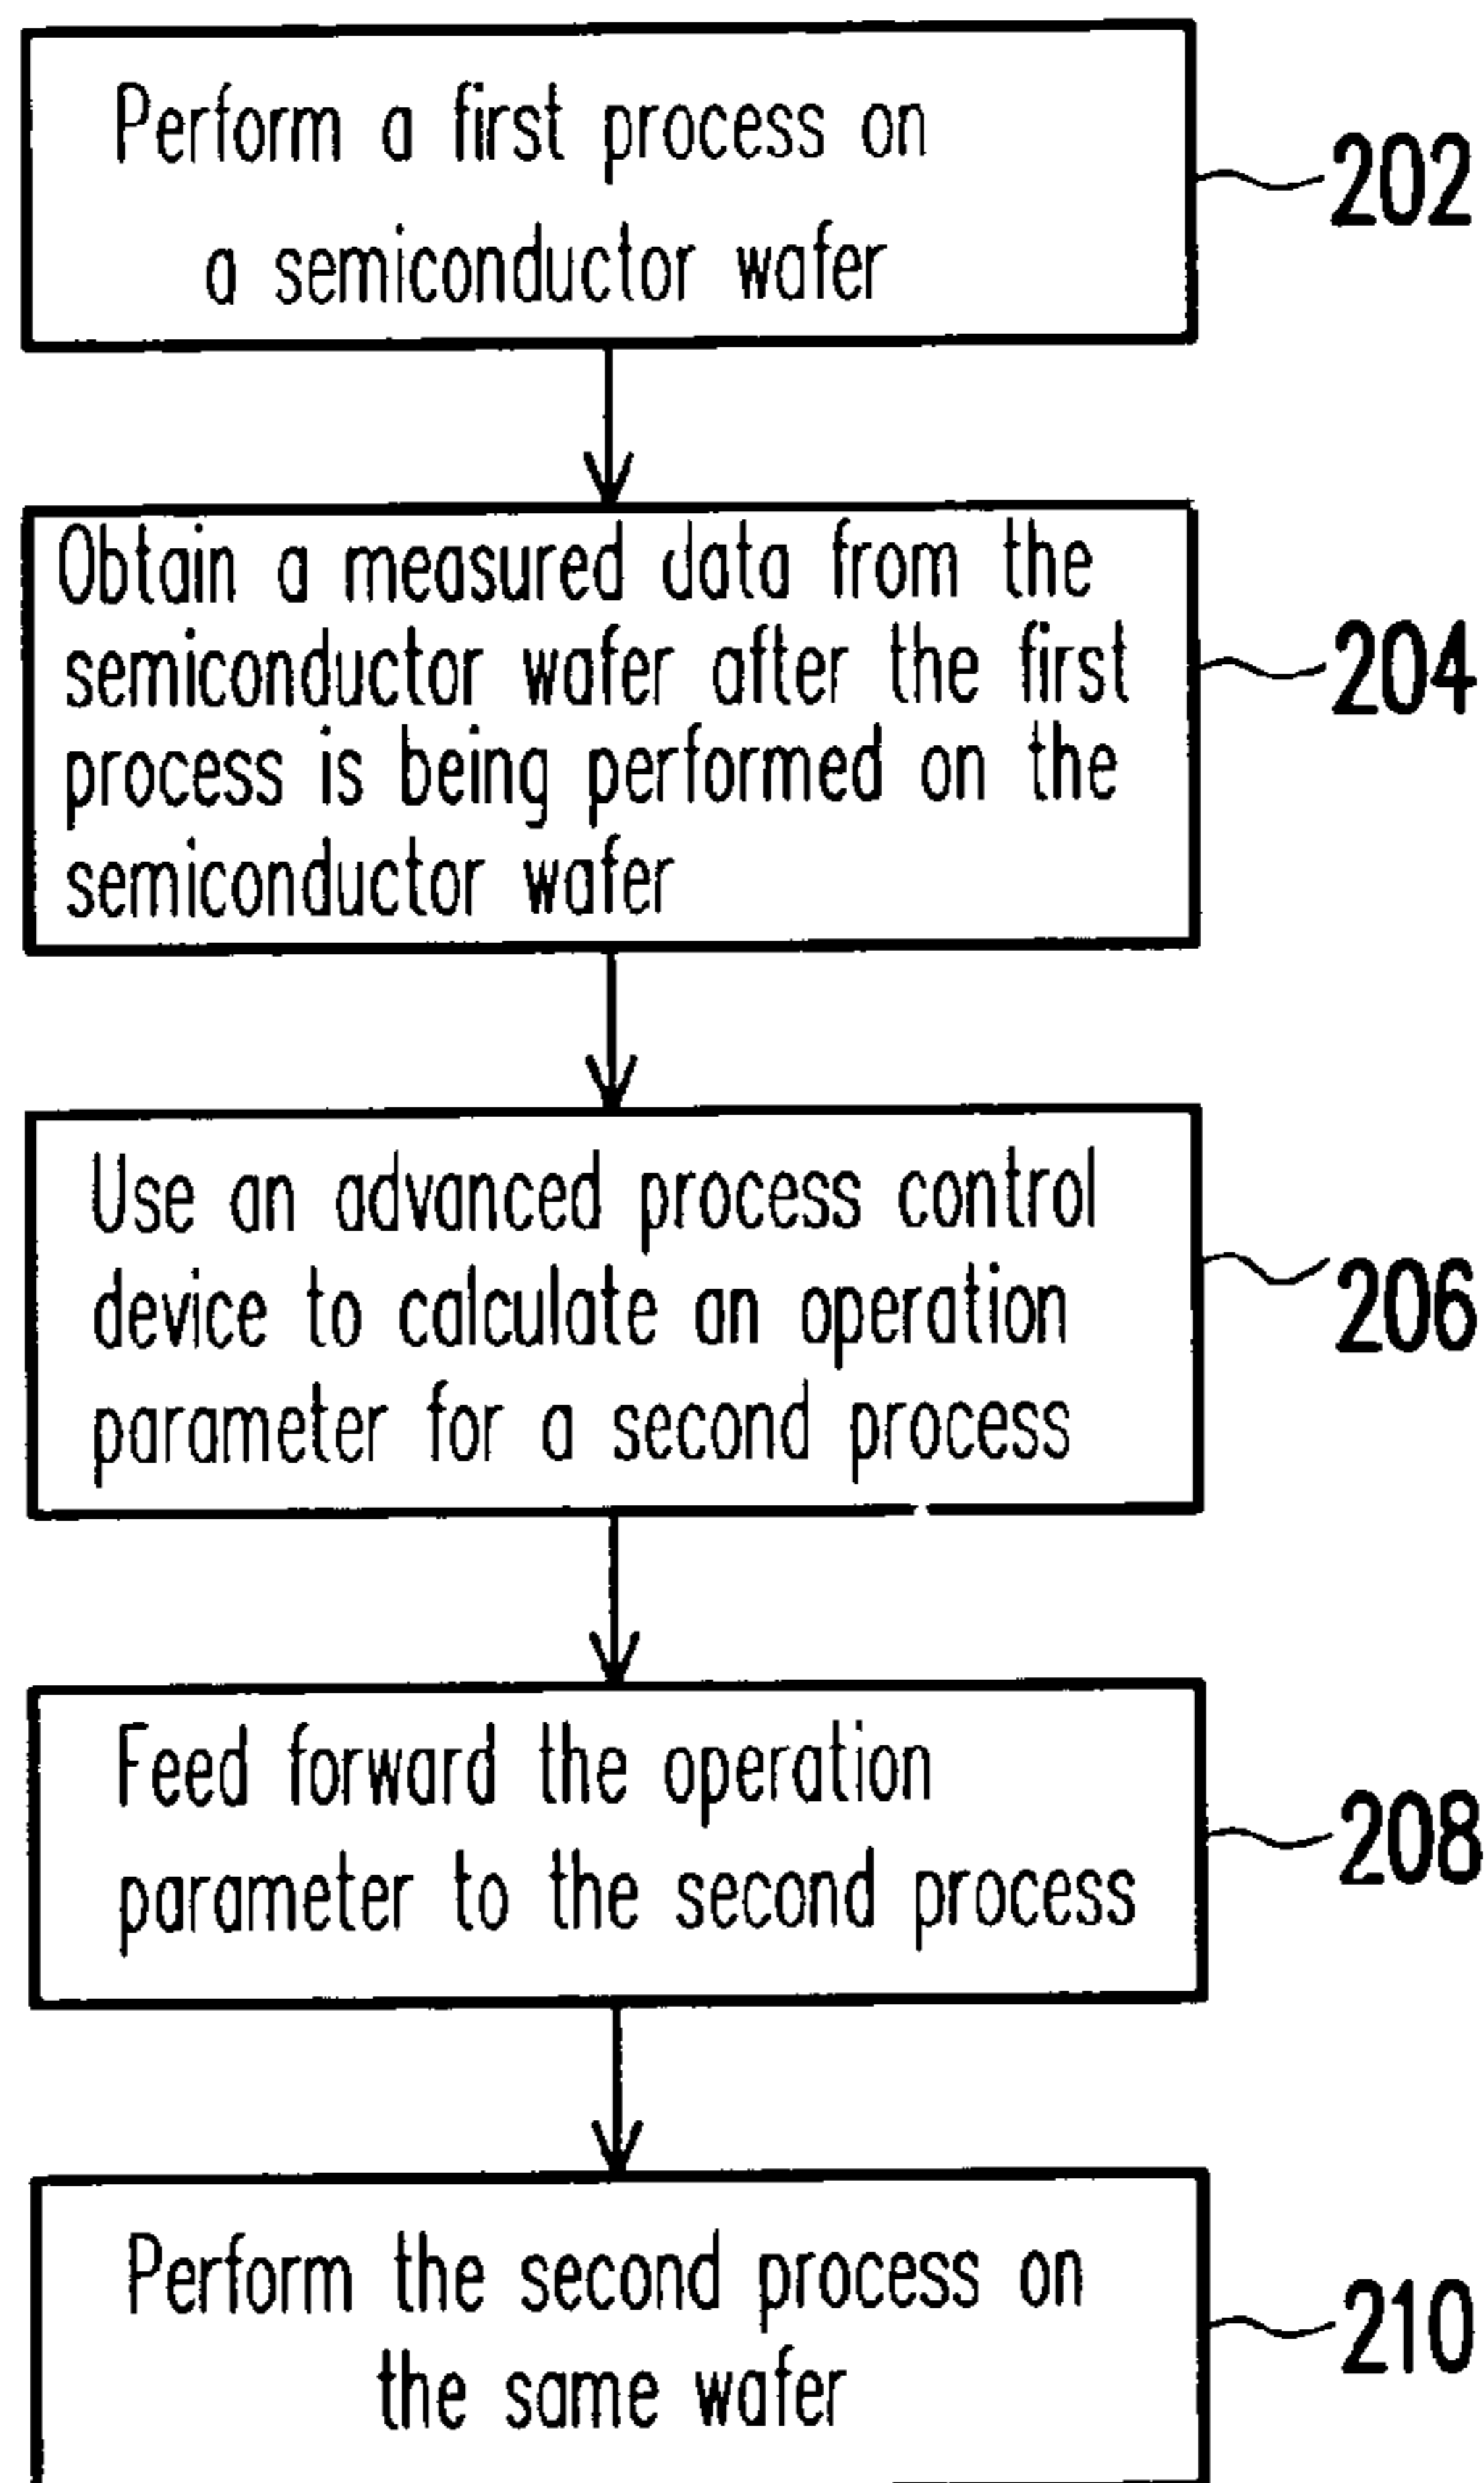 Perform a first process on
a semiconductor wafer
202
Obtain a measured data from the
semiconductor wafer after the first
process is being performed on the
semiconductor wafer
204
Use an advanced process control
device to calculate an operation
parameter for a second process
206
Feed forward the operation
parameter to the second process
208
Perform the second process on
the same wafer
210